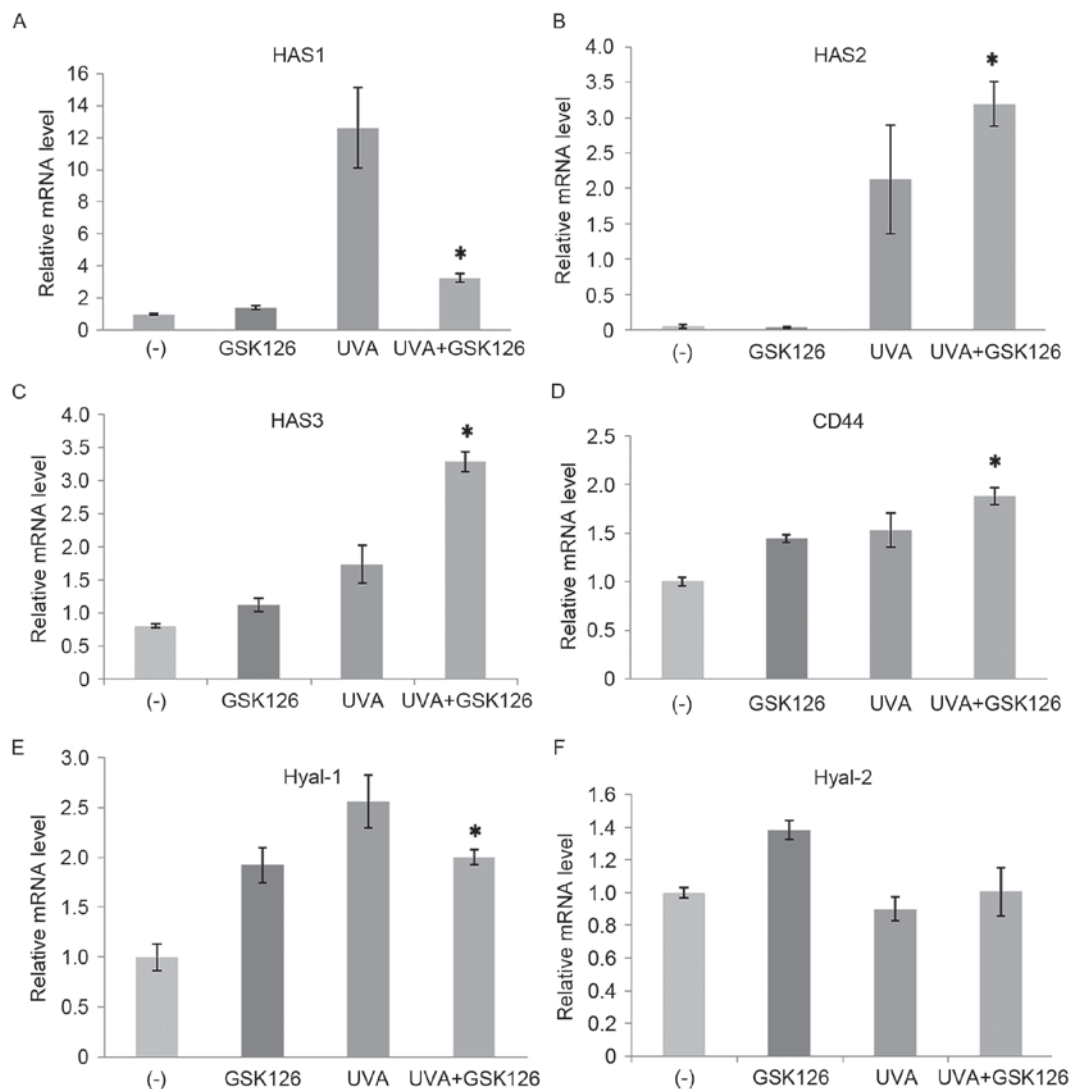 A
HAS1
Relative mRNA level
16
14
12
10
8
6
4
2
0
*
(-) GSK126 UVA UVA+GSK126
B
HAS2
Relative mRNA level
4.0
3.5
3.0
2.5
2.0
1.5
1.0
0.5
0
*
(-) GSK126 UVA UVA+GSK126
C
HAS3
Relative mRNA level
4.0
3.5
3.0
2.5
2.0
1.5
1.0
0.5
0
*
(-) GSK126 UVA UVA+GSK126
D
CD44
Relative mRNA level
2.5
2.0
1.5
1.0
0.5
0
*
(-) GSK126 UVA UVA+GSK126
E
Hyal-1
Relative mRNA level
3.0
2.5
2.0
1.5
1.0
0.5
0
*
(-) GSK126 UVA UVA+GSK126
F
Hyal-2
Relative mRNA level
1.6
1.4
1.2
1.0
0.8
0.6
0.4
0.2
0
(-) GSK126 UVA UVA+GSK126